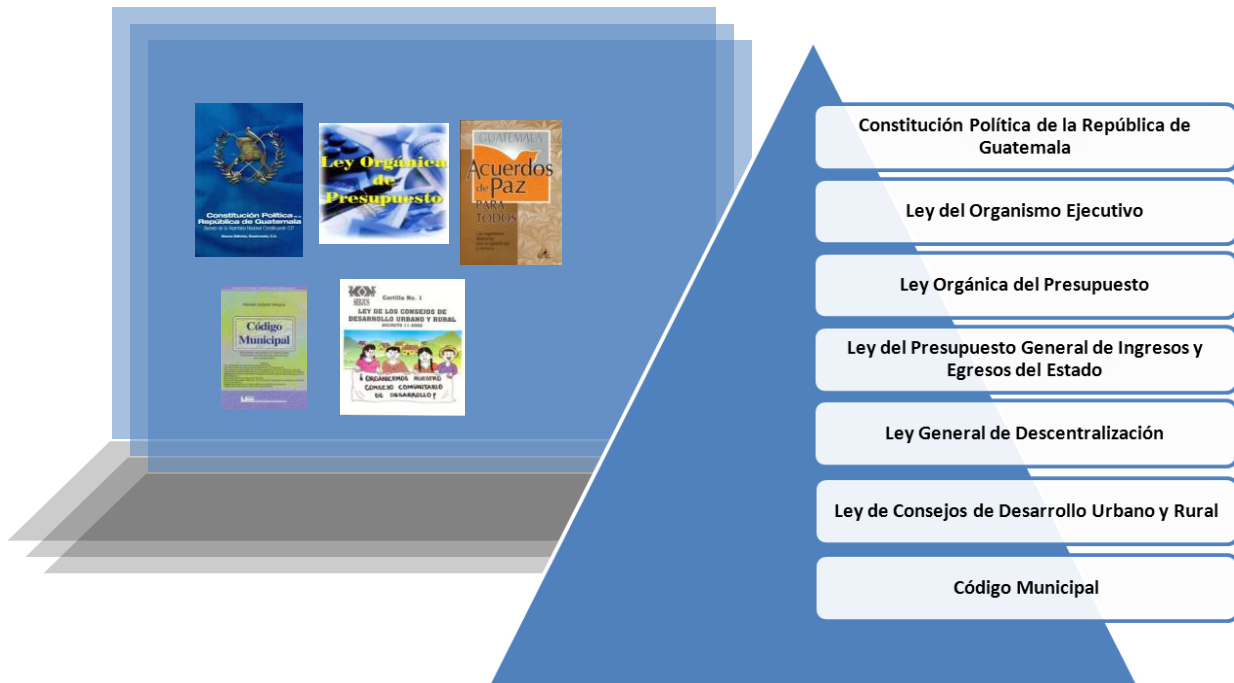 Constitución Política de la
República de Guatemala
Ley Orgánica
de
Presupuesto
GUATEMALA
Acuerdos
de Paz
PARA
TODOS
Código
Municipal
Cartilla No. 1
LEY DE LOS CONSEJOS DE
DESARROLLO URBANO Y RURAL
DECRETO 11-2002
¡ ORGANICEMOS NUESTRO
CONSEJO COMUNITARIO
DE DESARROLLO !
Constitución Política de la República de
Guatemala
Ley del Organismo Ejecutivo
Ley Orgánica del Presupuesto
Ley del Presupuesto General de Ingresos y
Egresos del Estado
Ley General de Descentralización
Ley de Consejos de Desarrollo Urbano y Rural
Código Municipal